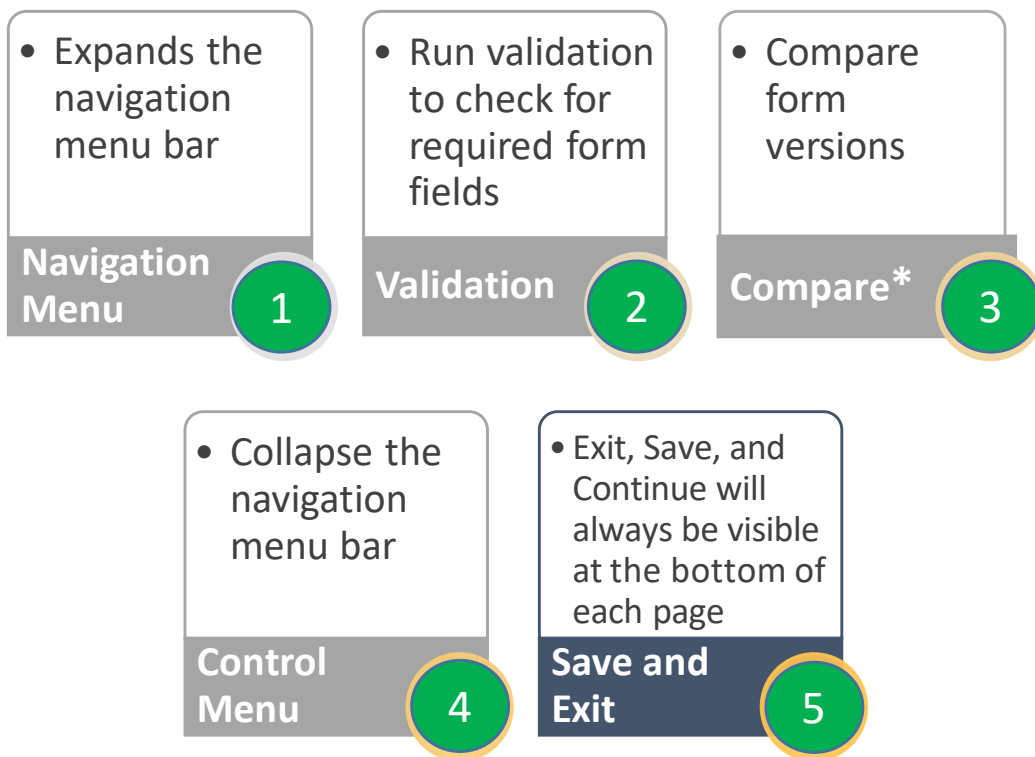 • Expands the
navigation
menu bar
Navigation
Menu
1
• Run validation
to check for
required form
fields
Validation
2
• Compare
form
versions
Compare*
3
• Collapse the
navigation
menu bar
Control
Menu
4
• Exit, Save, and
Continue will
always be visible
at the bottom of
each page
Save and
Exit
5